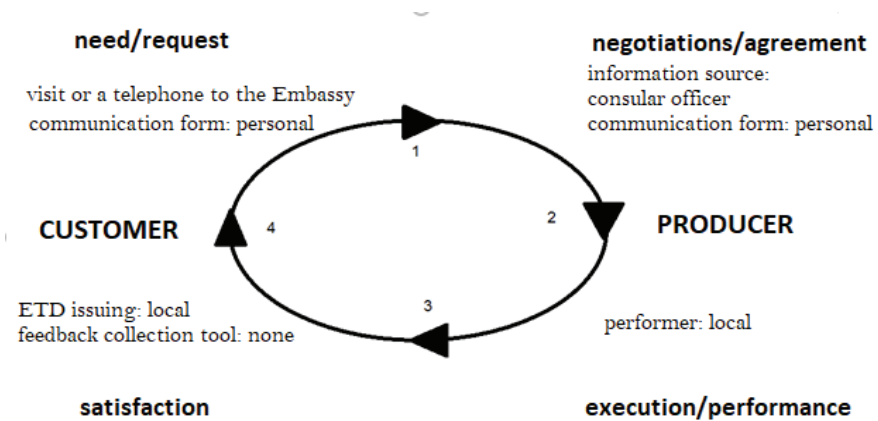 need/request
negotiations/agreement
visit or a telephone to the Embassy
communication form: personal
information source:
consular officer
communication form: personal
1
CUSTOMER
4
2
PRODUCER
3
ETD issuing: local
feedback collection tool: none
performer: local
satisfaction
execution/performance